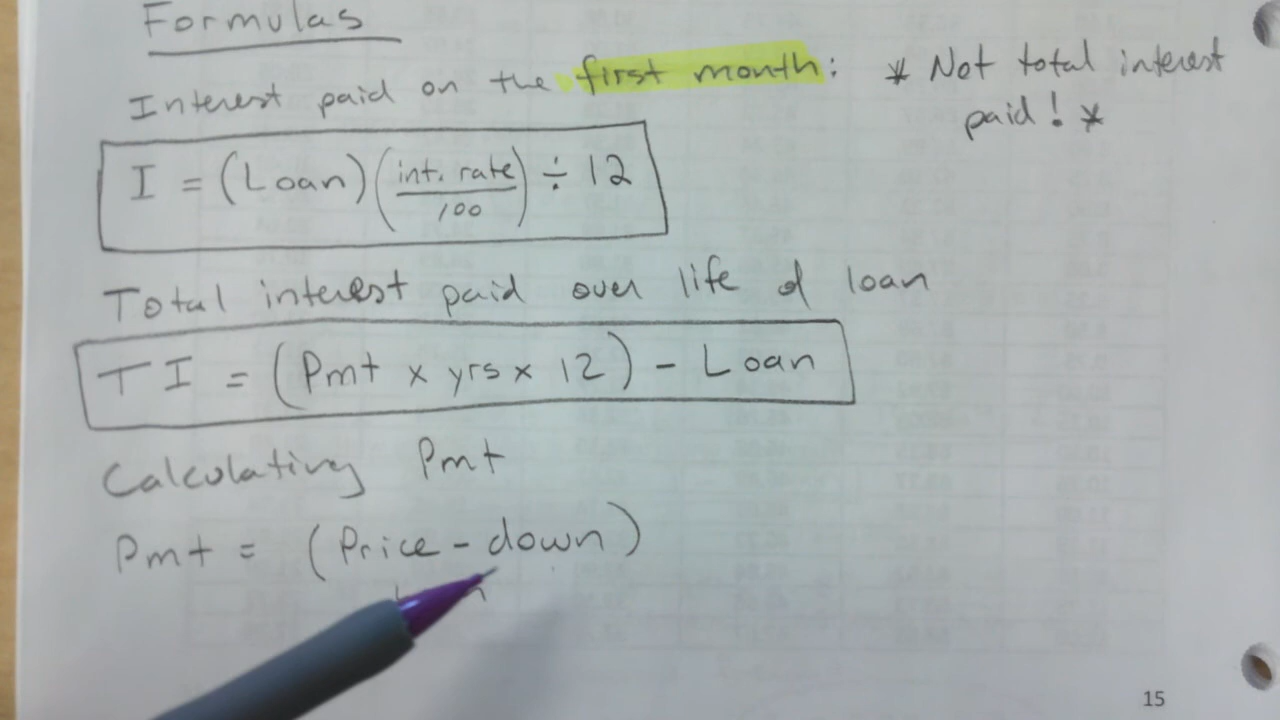 Formulas
Interest paid on the first month: * Not total interest
paid! *
I = (Loan)(int. rate/100) ÷ 12
Total interest paid over life of loan
TI = (Pmt x yrs x 12) - Loan
Calculating Pmt
Pmt = (Price - down)
15